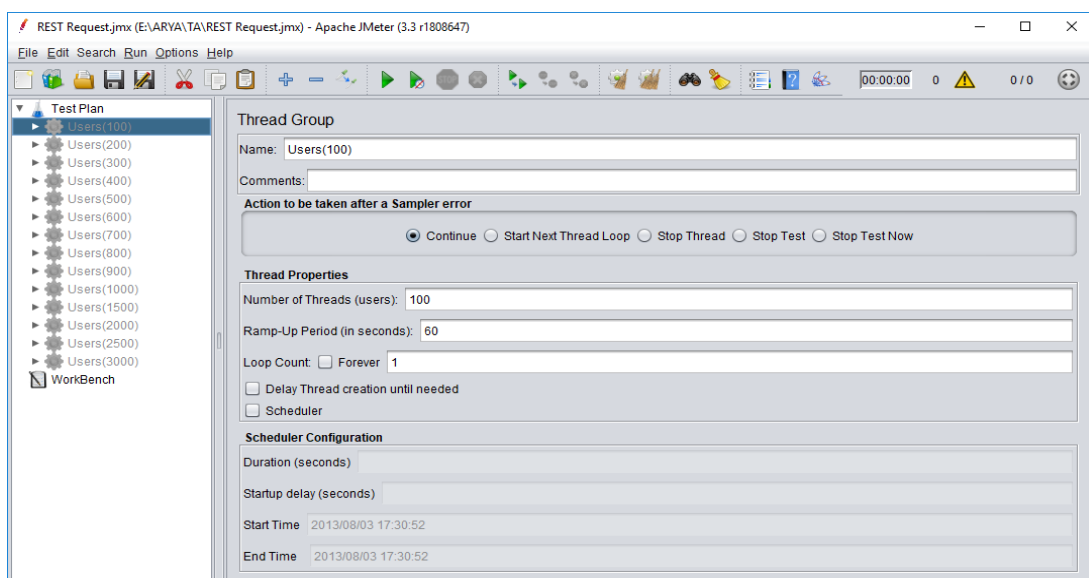 REST Request.jmx (E:\ARYA\TA\REST Request.jmx) - Apache JMeter (3.3 r1808647)
File Edit Search Run Options Help
00:00:00 0 0 / 0
Test Plan
Users(100)
Users(200)
Users(300)
Users(400)
Users(500)
Users(600)
Users(700)
Users(800)
Users(900)
Users(1000)
Users(1500)
Users(2000)
Users(2500)
Users(3000)
WorkBench
Thread Group
Name: Users(100)
Comments:
Action to be taken after a Sampler error
Continue Start Next Thread Loop Stop Thread Stop Test Stop Test Now
Thread Properties
Number of Threads (users): 100
Ramp-Up Period (in seconds): 60
Loop Count: Forever 1
Delay Thread creation until needed
Scheduler
Scheduler Configuration
Duration (seconds)
Startup delay (seconds)
Start Time 2013/08/03 17:30:52
End Time 2013/08/03 17:30:52